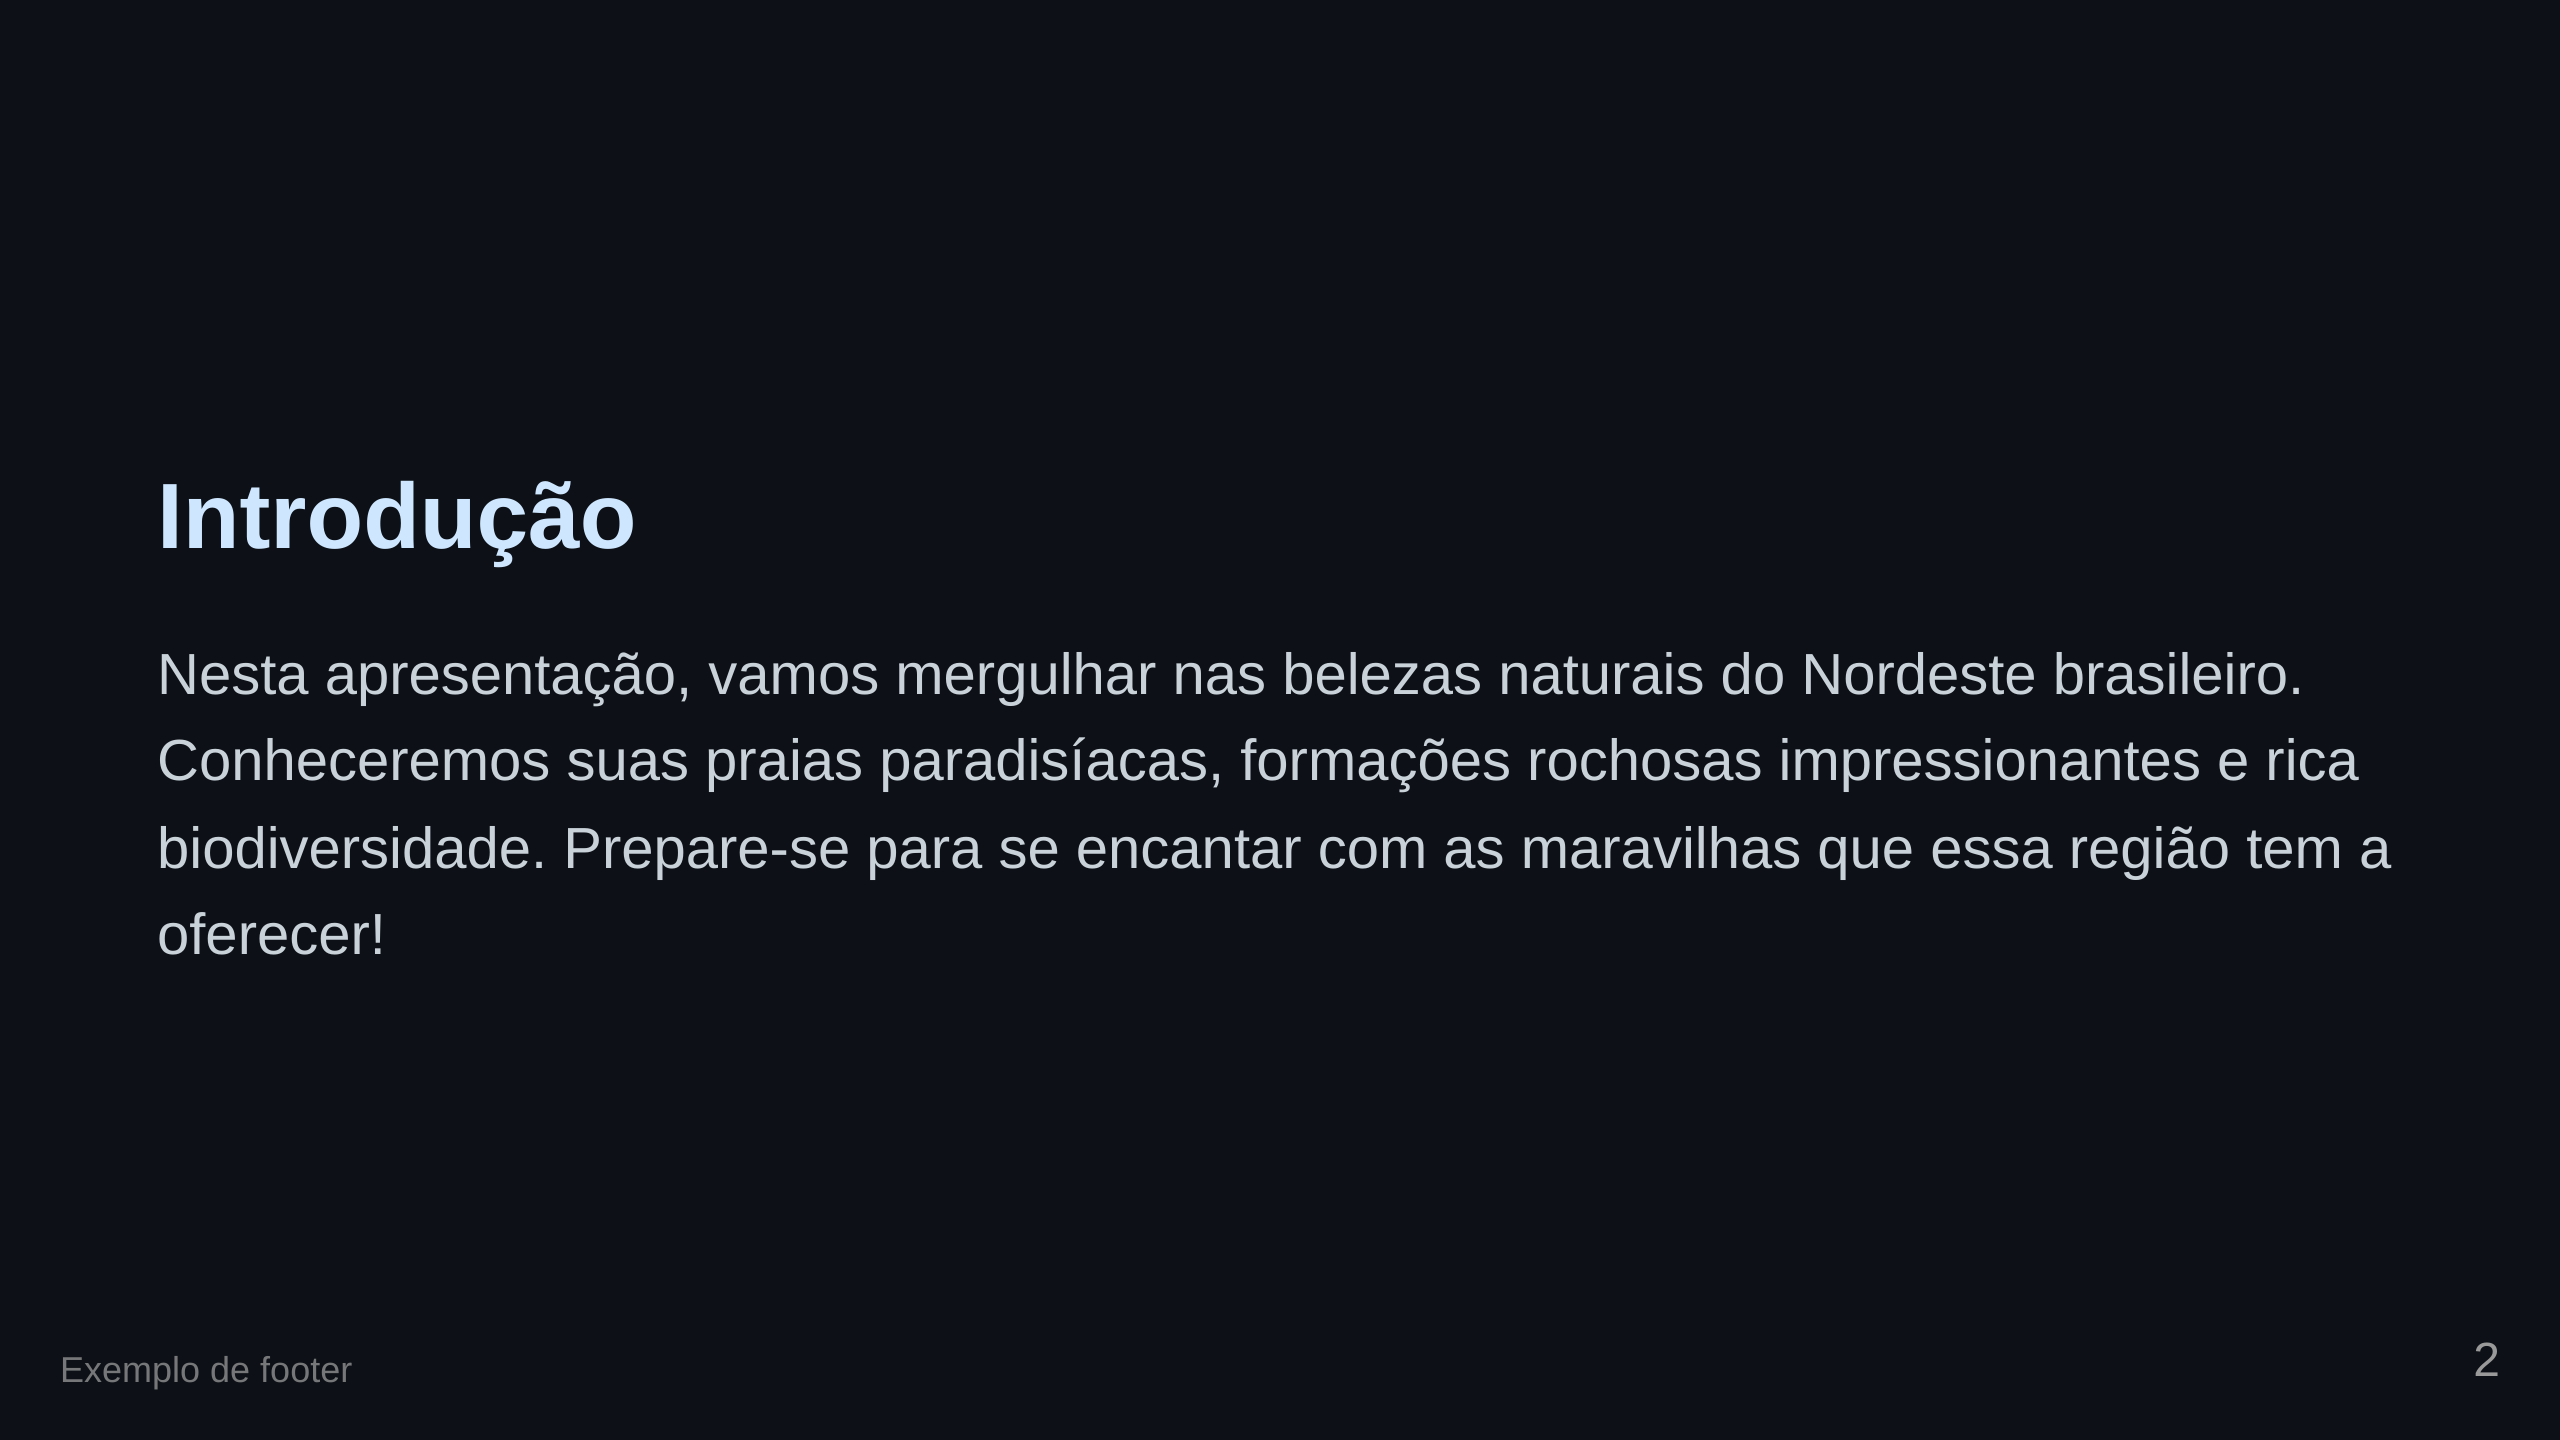 Introdução
Nesta apresentação, vamos mergulhar nas belezas naturais do Nordeste brasileiro.
Conheceremos suas praias paradisíacas, formações rochosas impressionantes e rica
biodiversidade. Prepare-se para se encantar com as maravilhas que essa região tem a
oferecer!
Exemplo de footer
2